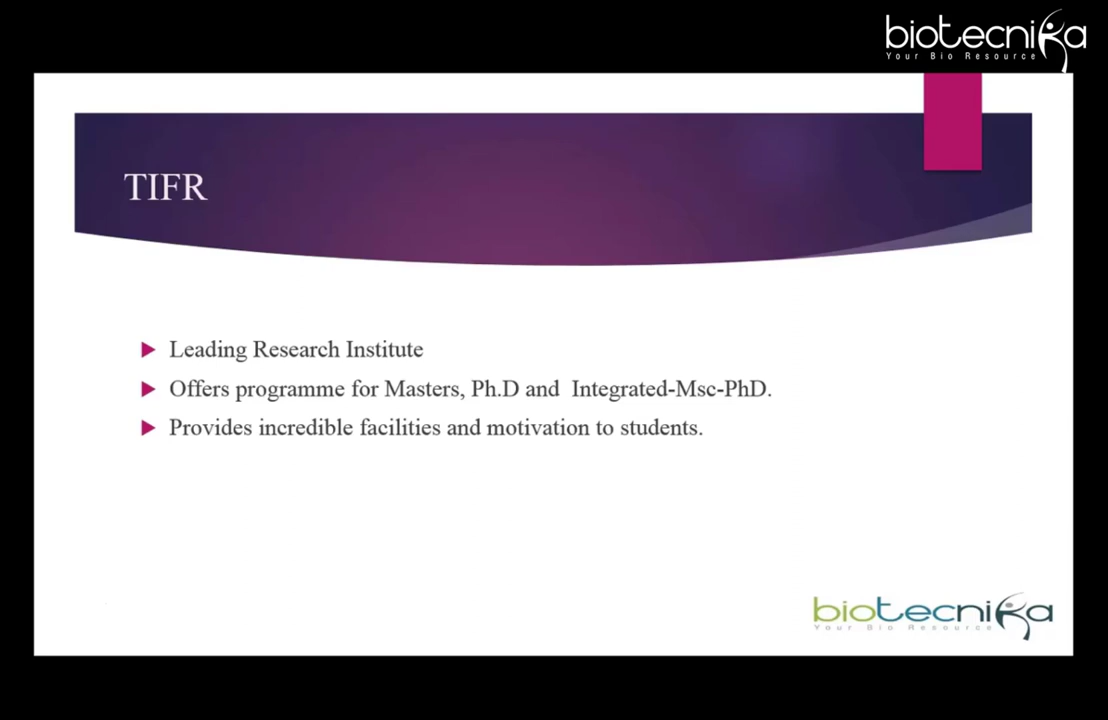 biotecnika
Your Bio Resource
TIFR
Leading Research Institute
Offers programme for Masters, Ph.D and Integrated-Msc-PhD.
Provides incredible facilities and motivation to students.
biotecnika
Your Bio Resource